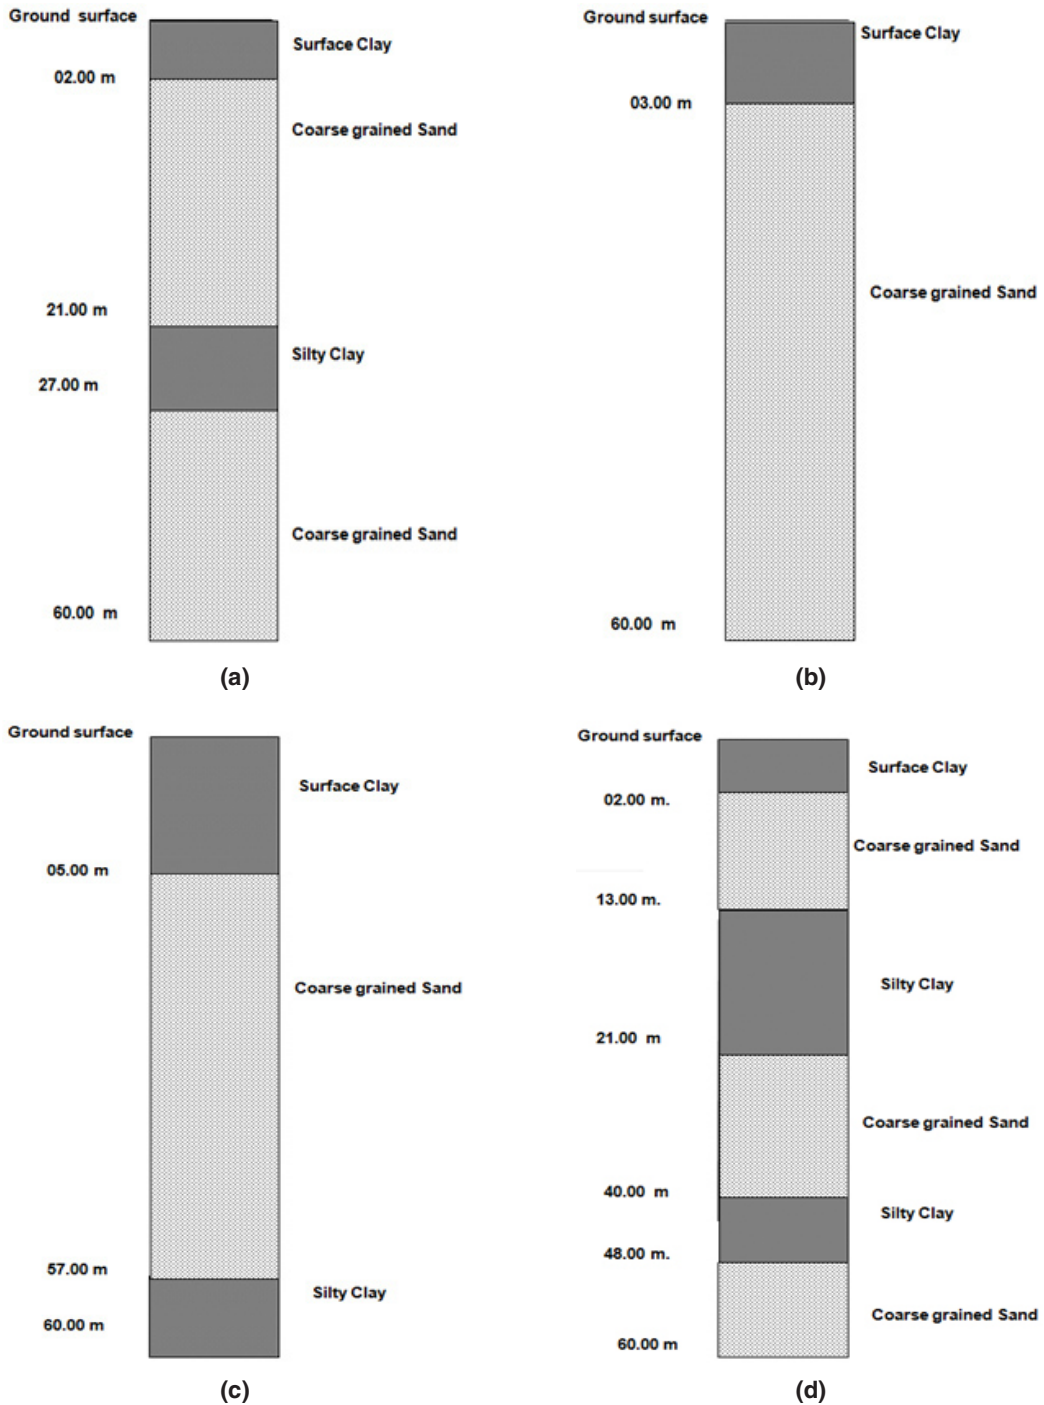 Ground surface
Surface Clay
02.00 m
Coarse grained Sand
21.00 m
Silty Clay
27.00 m
Coarse grained Sand
60.00 m
(a)
Ground surface
Surface Clay
03.00 m
Coarse grained Sand
60.00 m
(b)
Ground surface
Surface Clay
05.00 m
Coarse grained Sand
57.00 m
Silty Clay
60.00 m
(c)
Ground surface
Surface Clay
02.00 m.
Coarse grained Sand
13.00 m.
Silty Clay
21.00 m
Coarse grained Sand
40.00 m
Silty Clay
48.00 m.
Coarse grained Sand
60.00 m
(d)